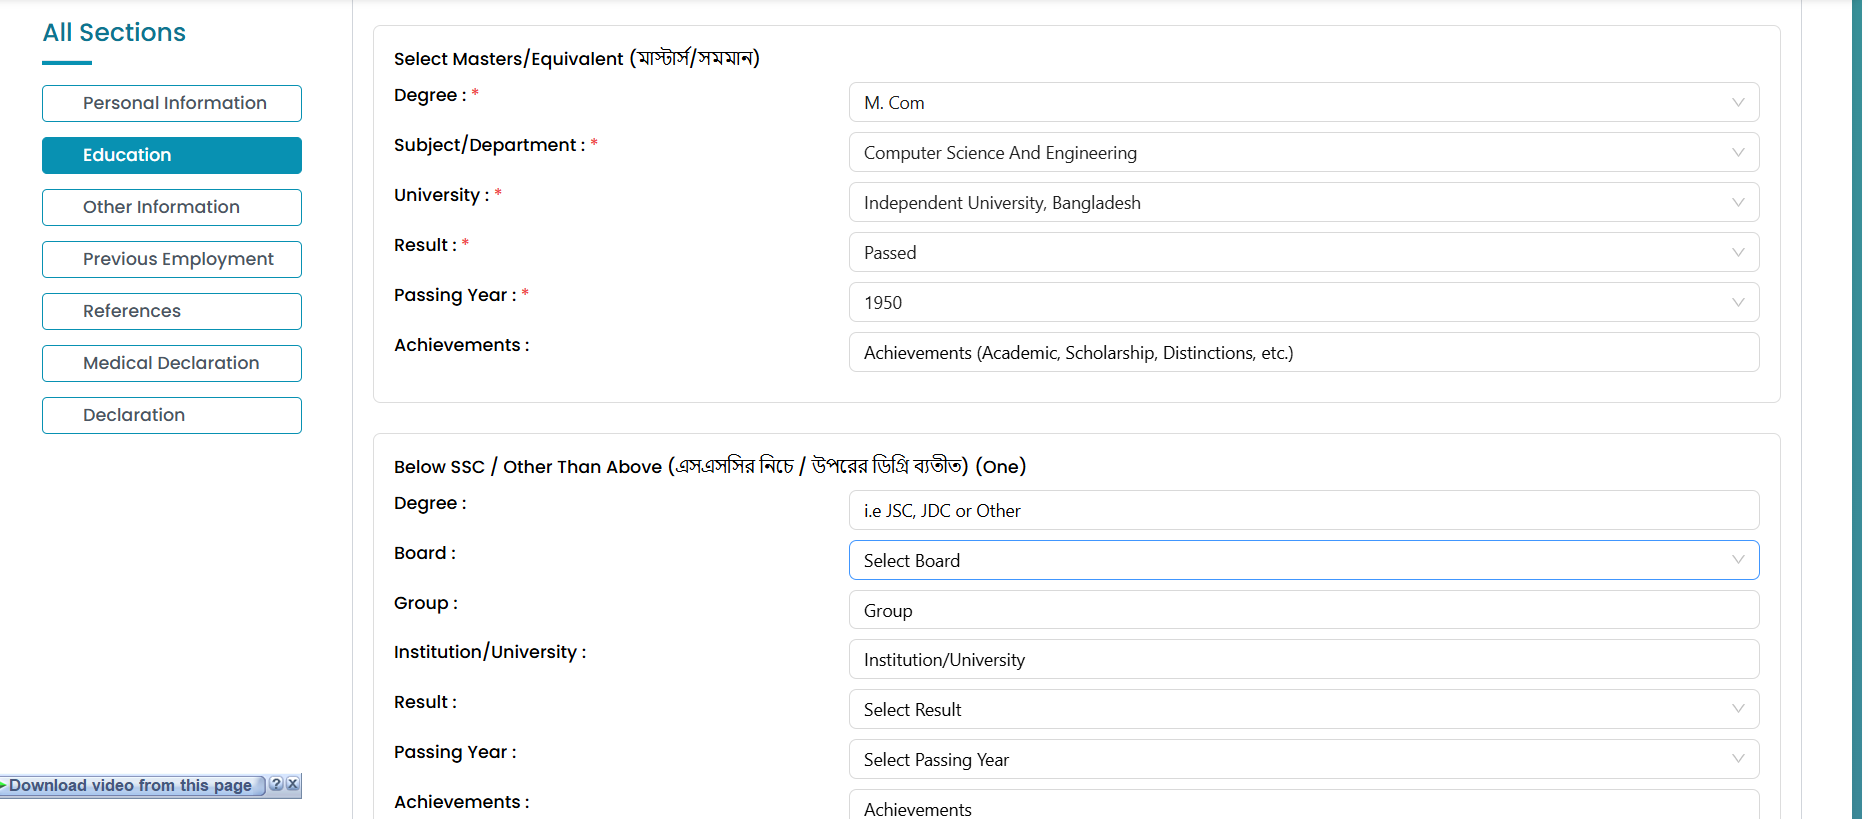 All Sections
Personal Information
Education
Other Information
Previous Employment
References
Medical Declaration
Declaration
Select Masters/Equivalent (মাস্টার্স/সমমান)
Degree : * M. Com
Subject/Department : * Computer Science And Engineering
University : * Independent University, Bangladesh
Result : * Passed
Passing Year : * 1950
Achievements : Achievements (Academic, Scholarship, Distinctions, etc.)
Below SSC / Other Than Above (এসএসসির নিচে / উপরের ডিগ্রি ব্যতীত) (One)
Degree : i.e JSC, JDC or Other
Board : Select Board
Group : Group
Institution/University : Institution/University
Result : Select Result
Passing Year : Select Passing Year
Achievements : Achievements
Download video from this page ? X